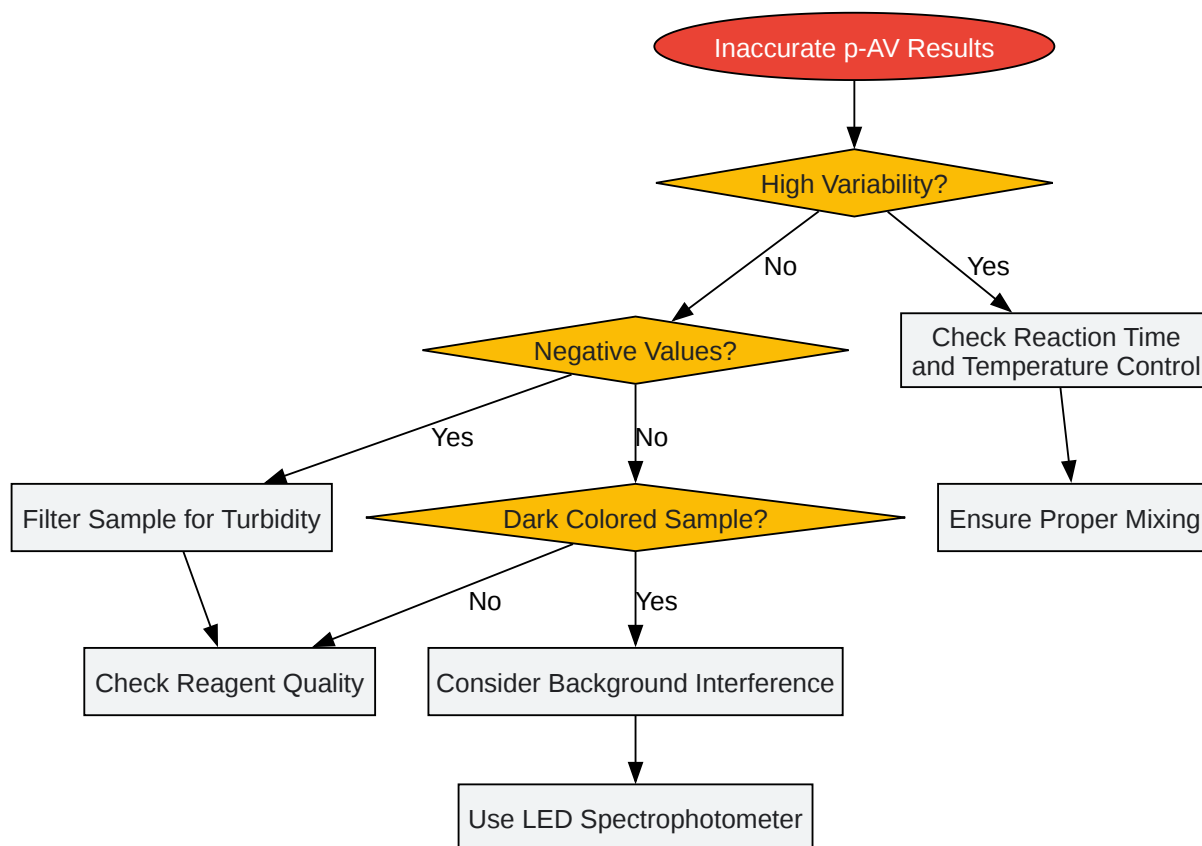 Inaccurate p-AV Results
High Variability?
No
Yes
Negative Values?
Check Reaction Time
and Temperature Control
Yes
No
Filter Sample for Turbidity
Dark Colored Sample?
Ensure Proper Mixing
No
Yes
Check Reagent Quality
Consider Background Interference
Use LED Spectrophotometer